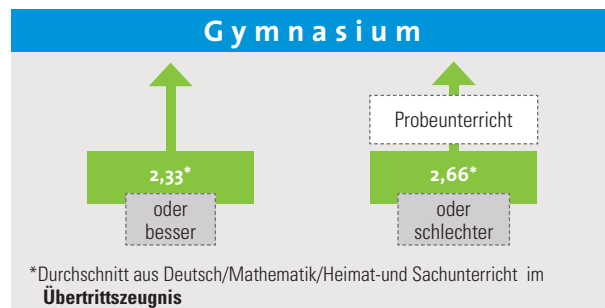 Gymnasium
Probeunterricht
2,33*
2,66*
oder
besser
oder
schlechter
*Durchschnitt aus Deutsch/Mathematik/Heimat-und Sachunterricht im
Übertrittszeugnis